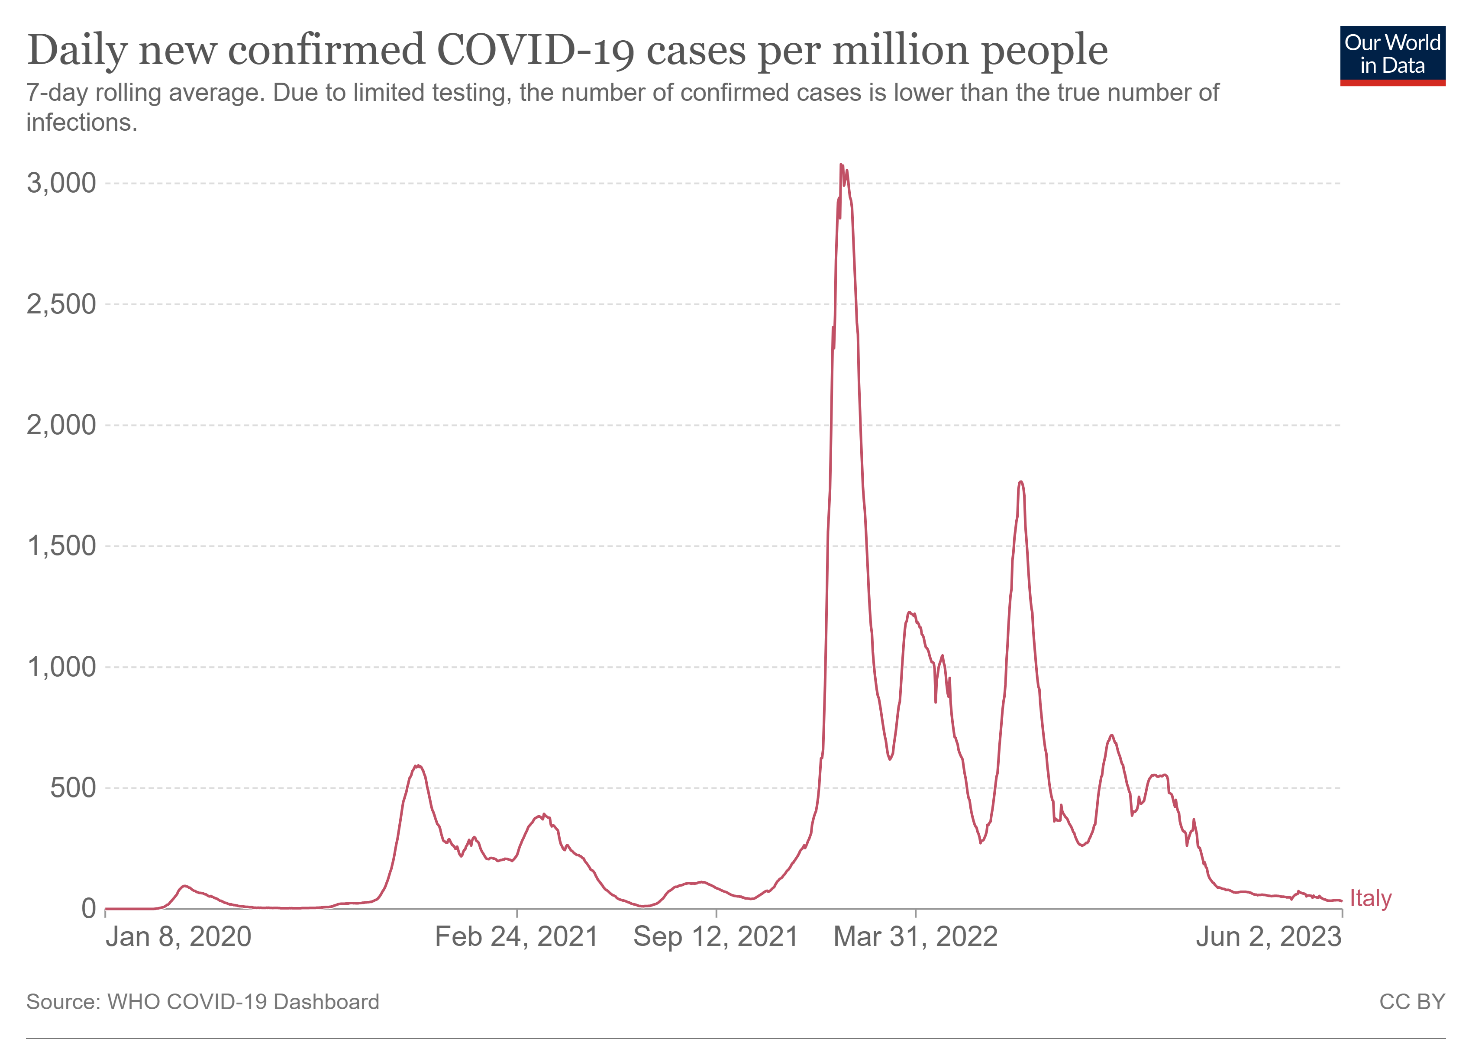 Daily new confirmed COVID-19 cases per million people
Our World
in Data
7-day rolling average. Due to limited testing, the number of confirmed cases is lower than the true number of
infections.
3,000
2,500
2,000
1,500
1,000
500
0
Italy
Jan 8, 2020 Feb 24, 2021 Sep 12, 2021 Mar 31, 2022 Jun 2, 2023
Source: WHO COVID-19 Dashboard
CC BY